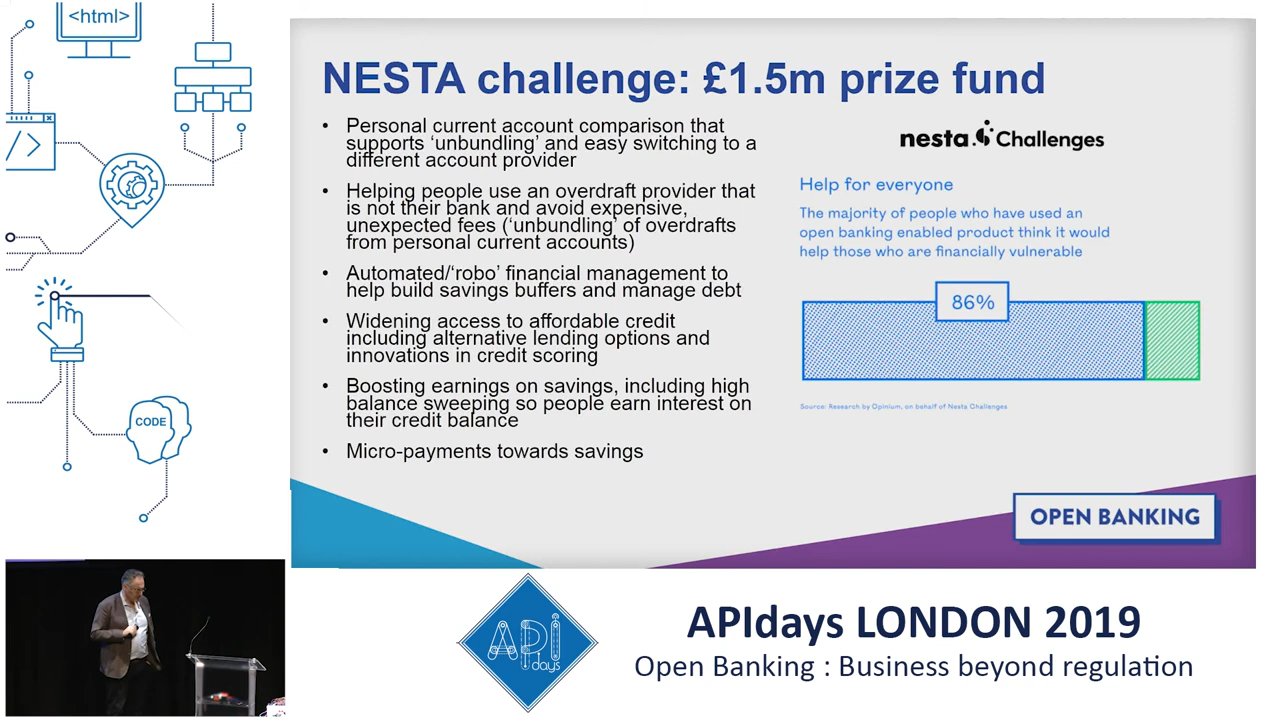 <html>
NESTA challenge: £1.5m prize fund
• Personal current account comparison that
supports ‘unbundling’ and easy switching to a
different account provider
• Helping people use an overdraft provider that
is not their bank and avoid expensive,
unexpected fees (‘unbundling’ of overdrafts
from personal current accounts)
• Automated/‘robo’ financial management to
help build savings buffers and manage debt
• Widening access to affordable credit
including alternative lending options and
innovations in credit scoring
• Boosting earnings on savings, including high
balance sweeping so people earn interest on
their credit balance
• Micro-payments towards savings
nesta Challenges
Help for everyone
The majority of people who have used an
open banking enabled product think it would
help those who are financially vulnerable
86%
Source: Research by Opinium, on behalf of Nesta Challenges
OPEN BANKING
</>
CODE
API
days
APIdays LONDON 2019
Open Banking : Business beyond regulation